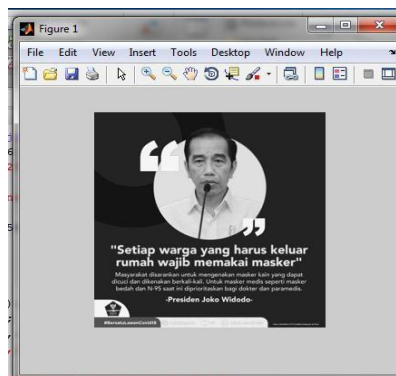 Figure 1
File Edit View Insert Tools Desktop Window Help
"Setiap warga yang harus keluar
rumah wajib memakai masker"
Masyarakat disarankan untuk mengenakan masker kain yang dapat
dicuci dan dikenakan berkali-kali. Untuk masker medis seperti masker
bedah dan N-95 saat ini diprioritaskan bagi dokter dan paramedis.
-Presiden Joko Widodo-
#BersatuLawanCovid19